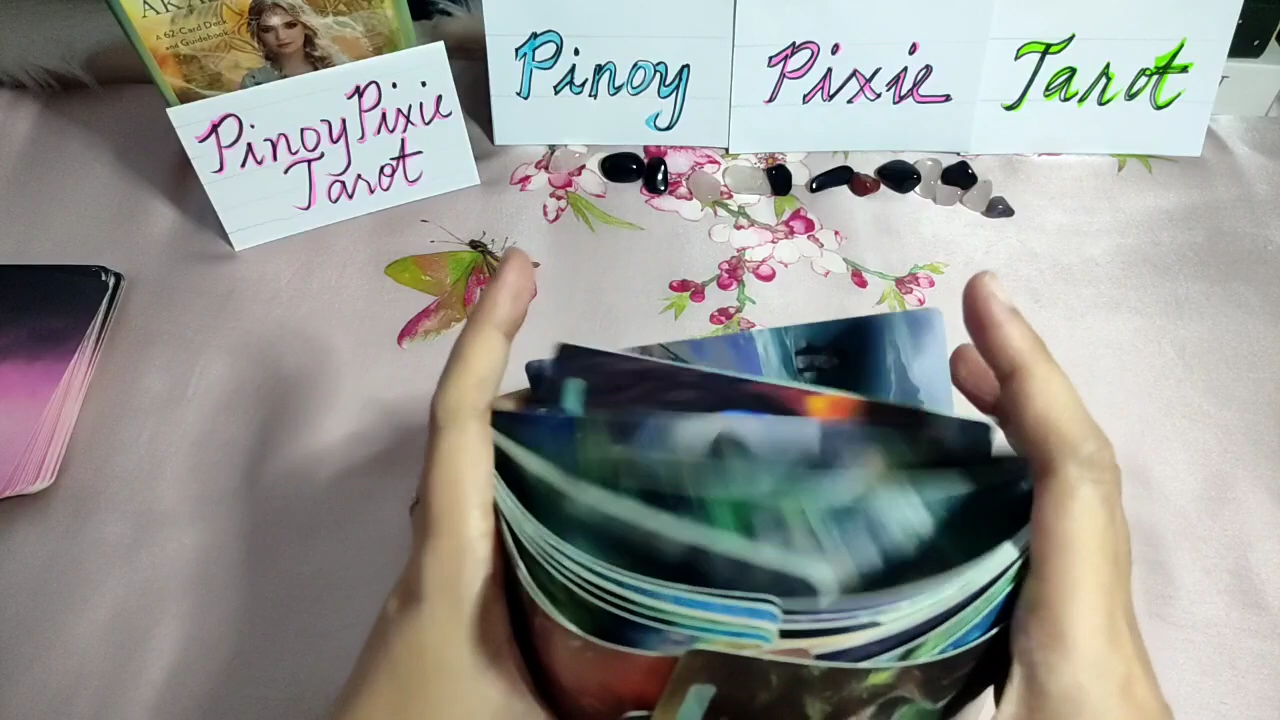 A 62-Card Deck
and Guidebook
Pinoy Pixie
Tarot
Pinoy Pixie Tarot